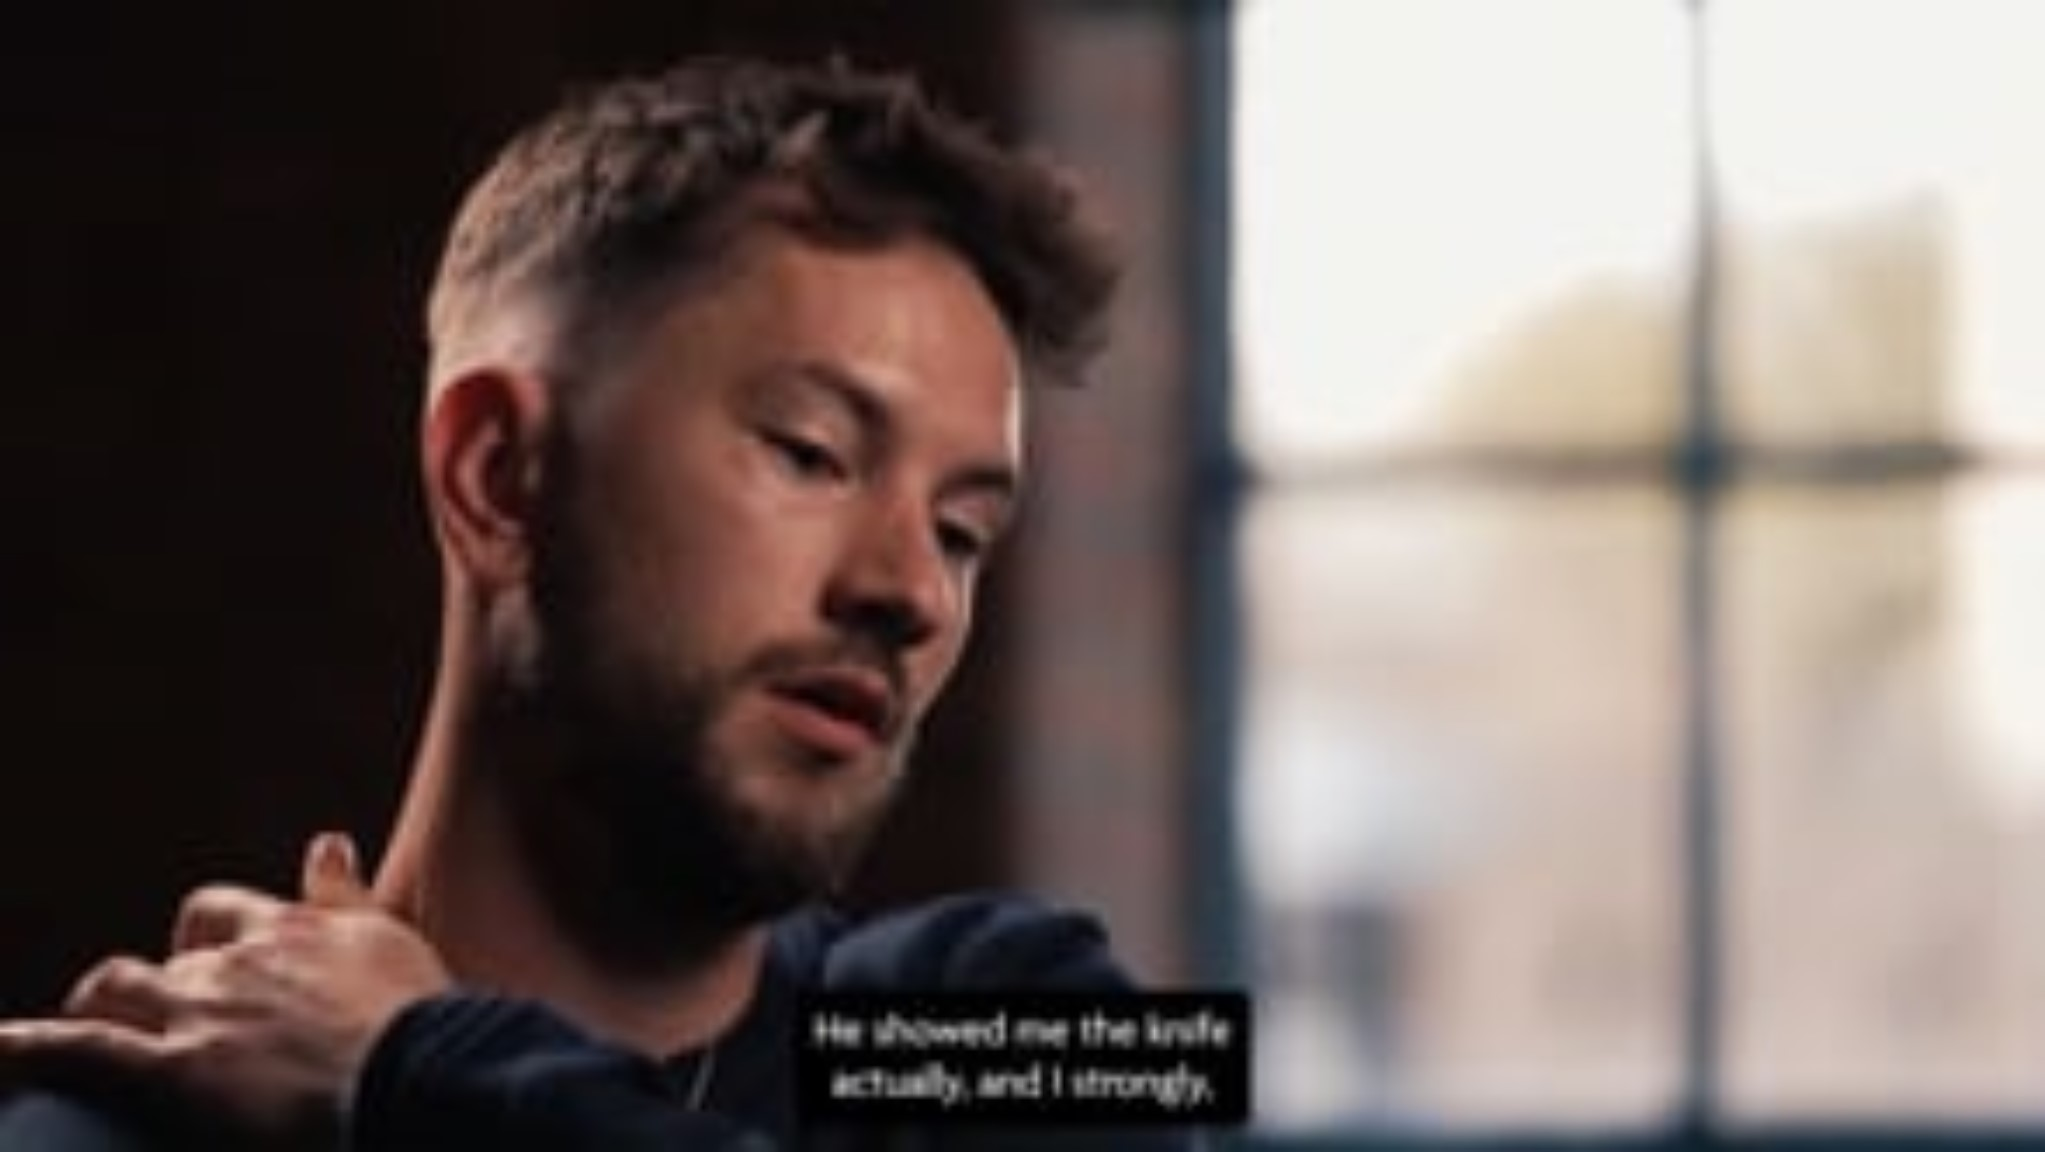 He showed me the knife
actually, and I strongly,